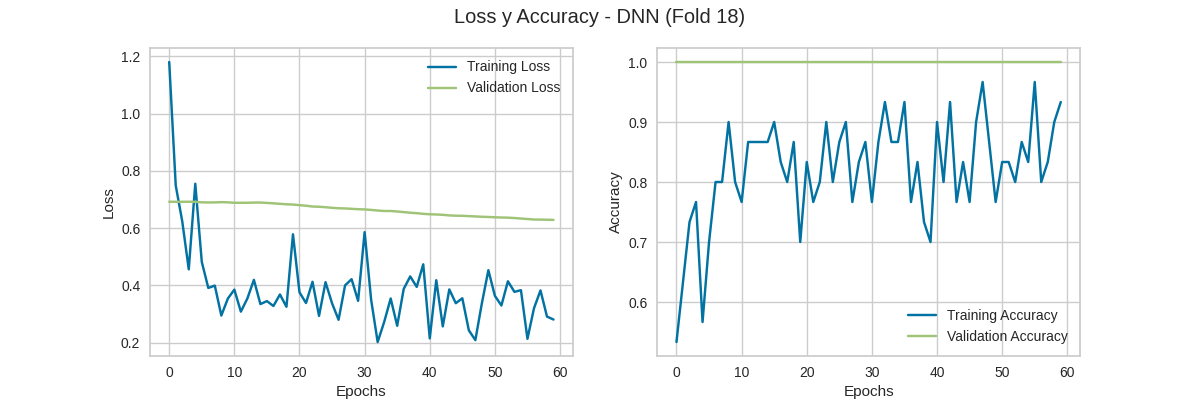 Loss y Accuracy - DNN (Fold 18)
1.2
1.0
0.8
0.6
0.4
0.2
Loss
Training Loss
Validation Loss
0 10 20 30 40 50 60
Epochs
1.0
0.9
0.8
0.7
0.6
Accuracy
Training Accuracy
Validation Accuracy
0 10 20 30 40 50 60
Epochs